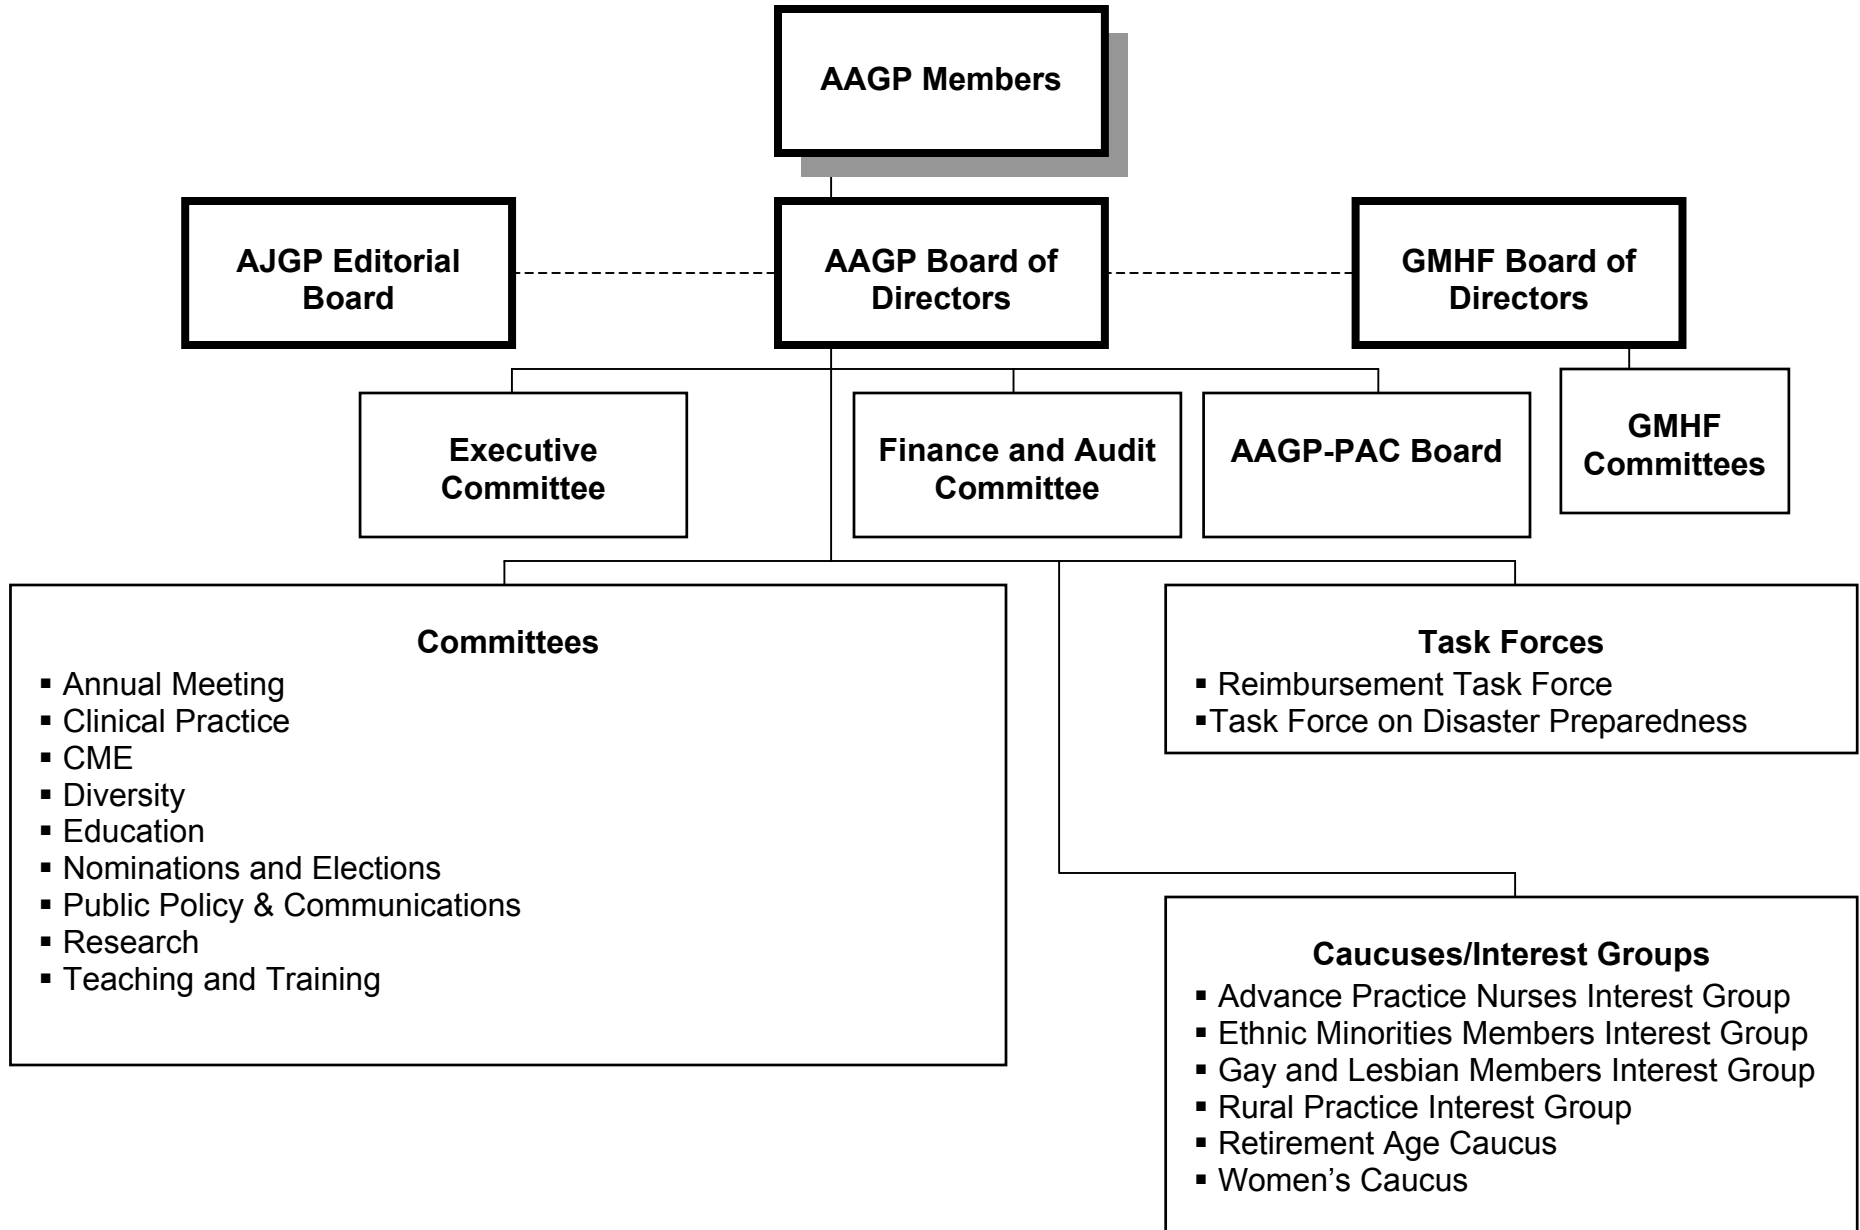 AAGP Members
AJGP Editorial
Board
AAGP Board of
Directors
GMHF Board of
Directors
Executive
Committee
Finance and Audit
Committee
AAGP-PAC Board
GMHF
Committees
Committees
▪ Annual Meeting
▪ Clinical Practice
▪ CME
▪ Diversity
▪ Education
▪ Nominations and Elections
▪ Public Policy & Communications
▪ Research
▪ Teaching and Training
Task Forces
▪ Reimbursement Task Force
▪Task Force on Disaster Preparedness
Caucuses/Interest Groups
▪ Advance Practice Nurses Interest Group
▪ Ethnic Minorities Members Interest Group
▪ Gay and Lesbian Members Interest Group
▪ Rural Practice Interest Group
▪ Retirement Age Caucus
▪ Women’s Caucus